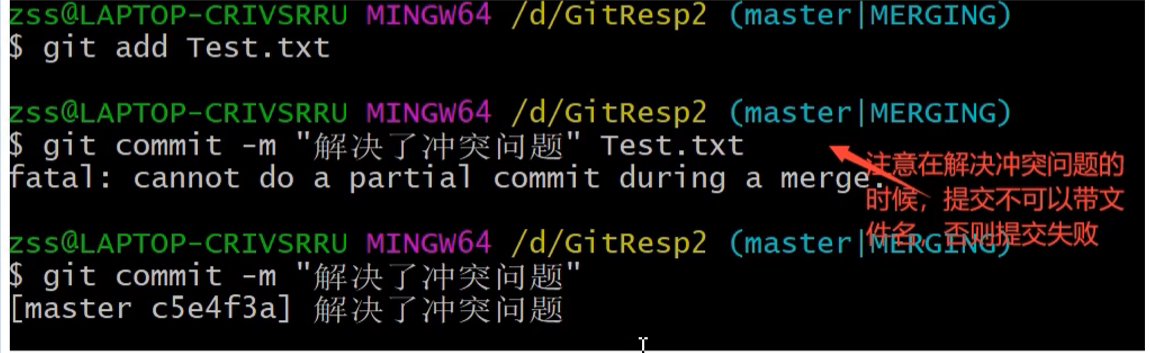 zss@LAPTOP-CRIVSRRU MINGW64 /d/GitResp2 (master|MERGING)
$ git add Test.txt
zss@LAPTOP-CRIVSRRU MINGW64 /d/GitResp2 (master|MERGING)
$ git commit -m "解决了冲突问题" Test.txt
fatal: cannot do a partial commit during a merge.
注意在解决冲突问题的
时候，提交不可以带文
件名，否则提交失败
zss@LAPTOP-CRIVSRRU MINGW64 /d/GitResp2 (master|MERGING)
$ git commit -m "解决了冲突问题"
[master c5e4f3a] 解决了冲突问题